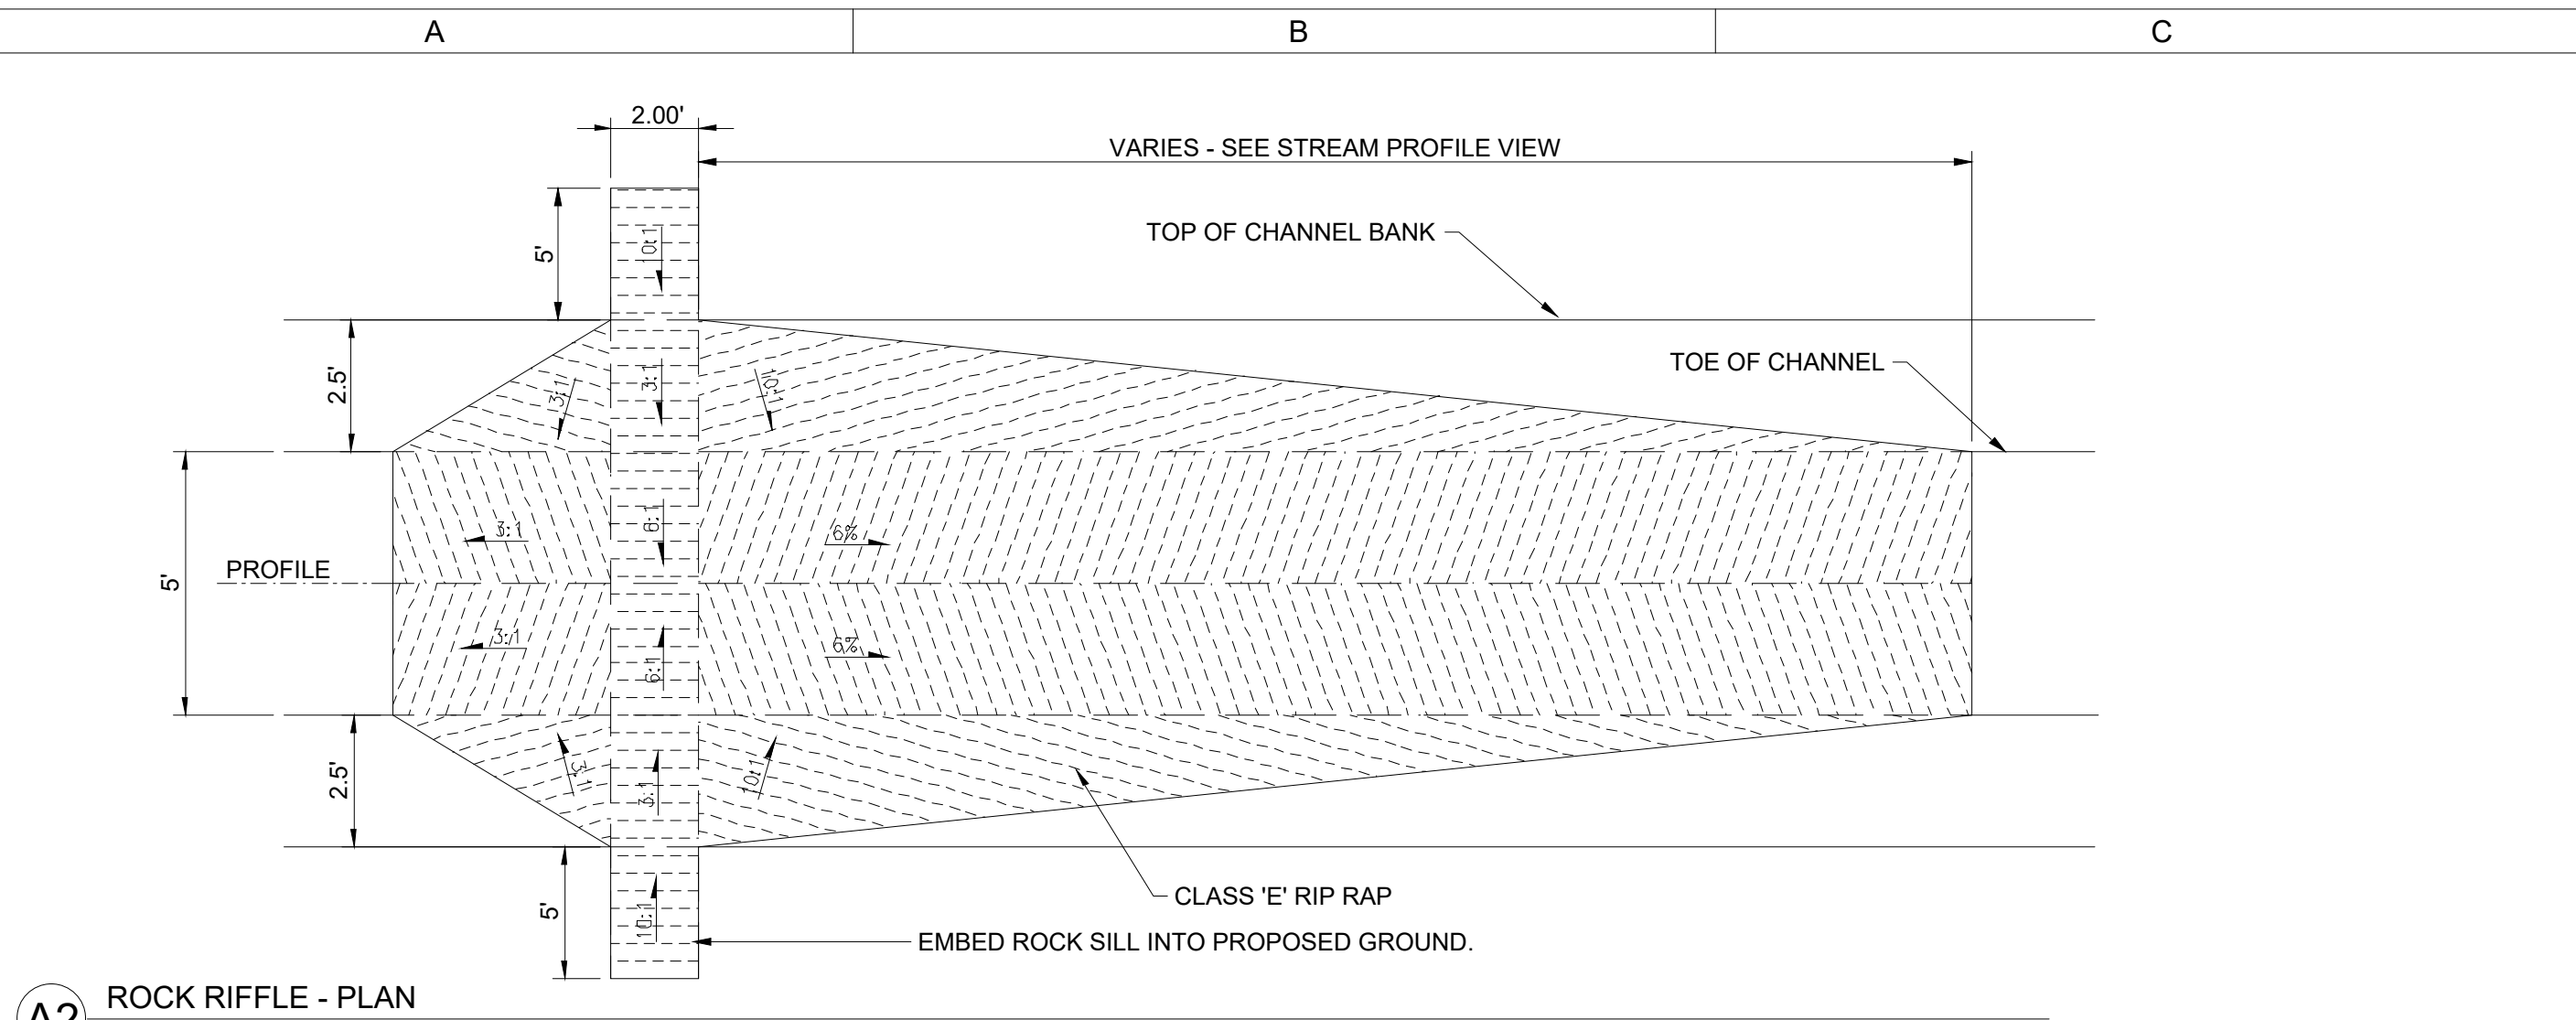 A
B
C
2.00'
VARIES - SEE STREAM PROFILE VIEW
5'
10:1
TOP OF CHANNEL BANK
2.5'
3:1
3:1
10:1
TOE OF CHANNEL
5'
PROFILE
3:1
6:1
6%
3:1
6:1
6%
2.5'
3:1
3:1
10:1
5'
10:1
CLASS 'E' RIP RAP
EMBED ROCK SILL INTO PROPOSED GROUND.
A2
ROCK RIFFLE - PLAN